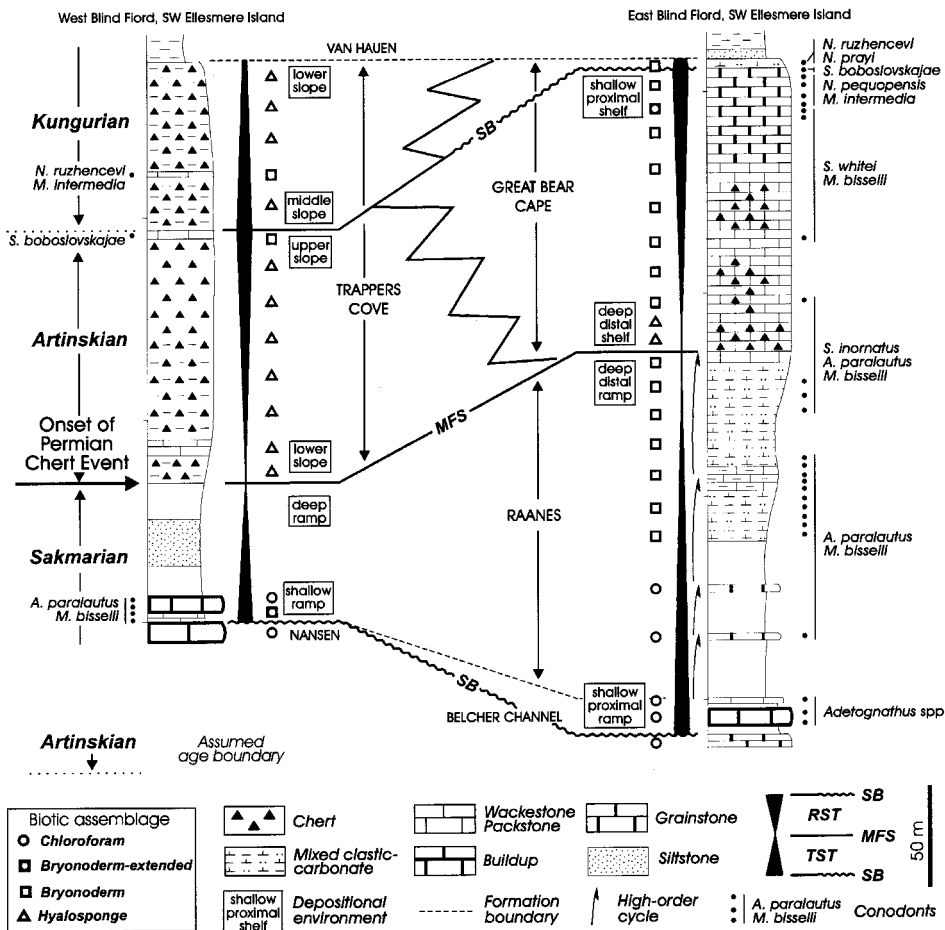 West Blind Fiord, SW Ellesmere Island
East Blind Fiord, SW Ellesmere Island
VAN HAUEN
Kungurian
N. ruzhencevi
M. intermedia
S. boboslovskajae
Artinskian
Onset of
Permian
Chert Event
Sakmarian
A. paralautus
M. bisselli
lower
slope
middle
slope
upper
slope
lower
slope
deep
ramp
shallow
ramp
NANSEN
TRAPPERS
COVE
SB
GREAT BEAR
CAPE
MFS
RAANES
SB
BELCHER CHANNEL
shallow
proximal
shelf
deep
distal
shelf
deep
distal
ramp
shallow
proximal
ramp
N. ruzhencevi
N. prayi
S. boboslovskajae
N. pequopensis
M. intermedia
S. whitei
M. bisselli
S. inornatus
A. paralautus
M. bisselli
A. paralautus
M. bisselli
Adetognathus spp
Artinskian
Assumed
age boundary
Biotic assemblage
Chloroforam
Bryonoderm-extended
Bryonoderm
Hyalosponge
Chert
Mixed clastic-
carbonate
shallow
proximal
shelf
Depositional
environment
Wackestone
Packstone
Buildup
Formation
boundary
Grainstone
Siltstone
High-order
cycle
SB
RST
MFS
TST
SB
A. paralautus
M. bisselli
Conodonts
50 m